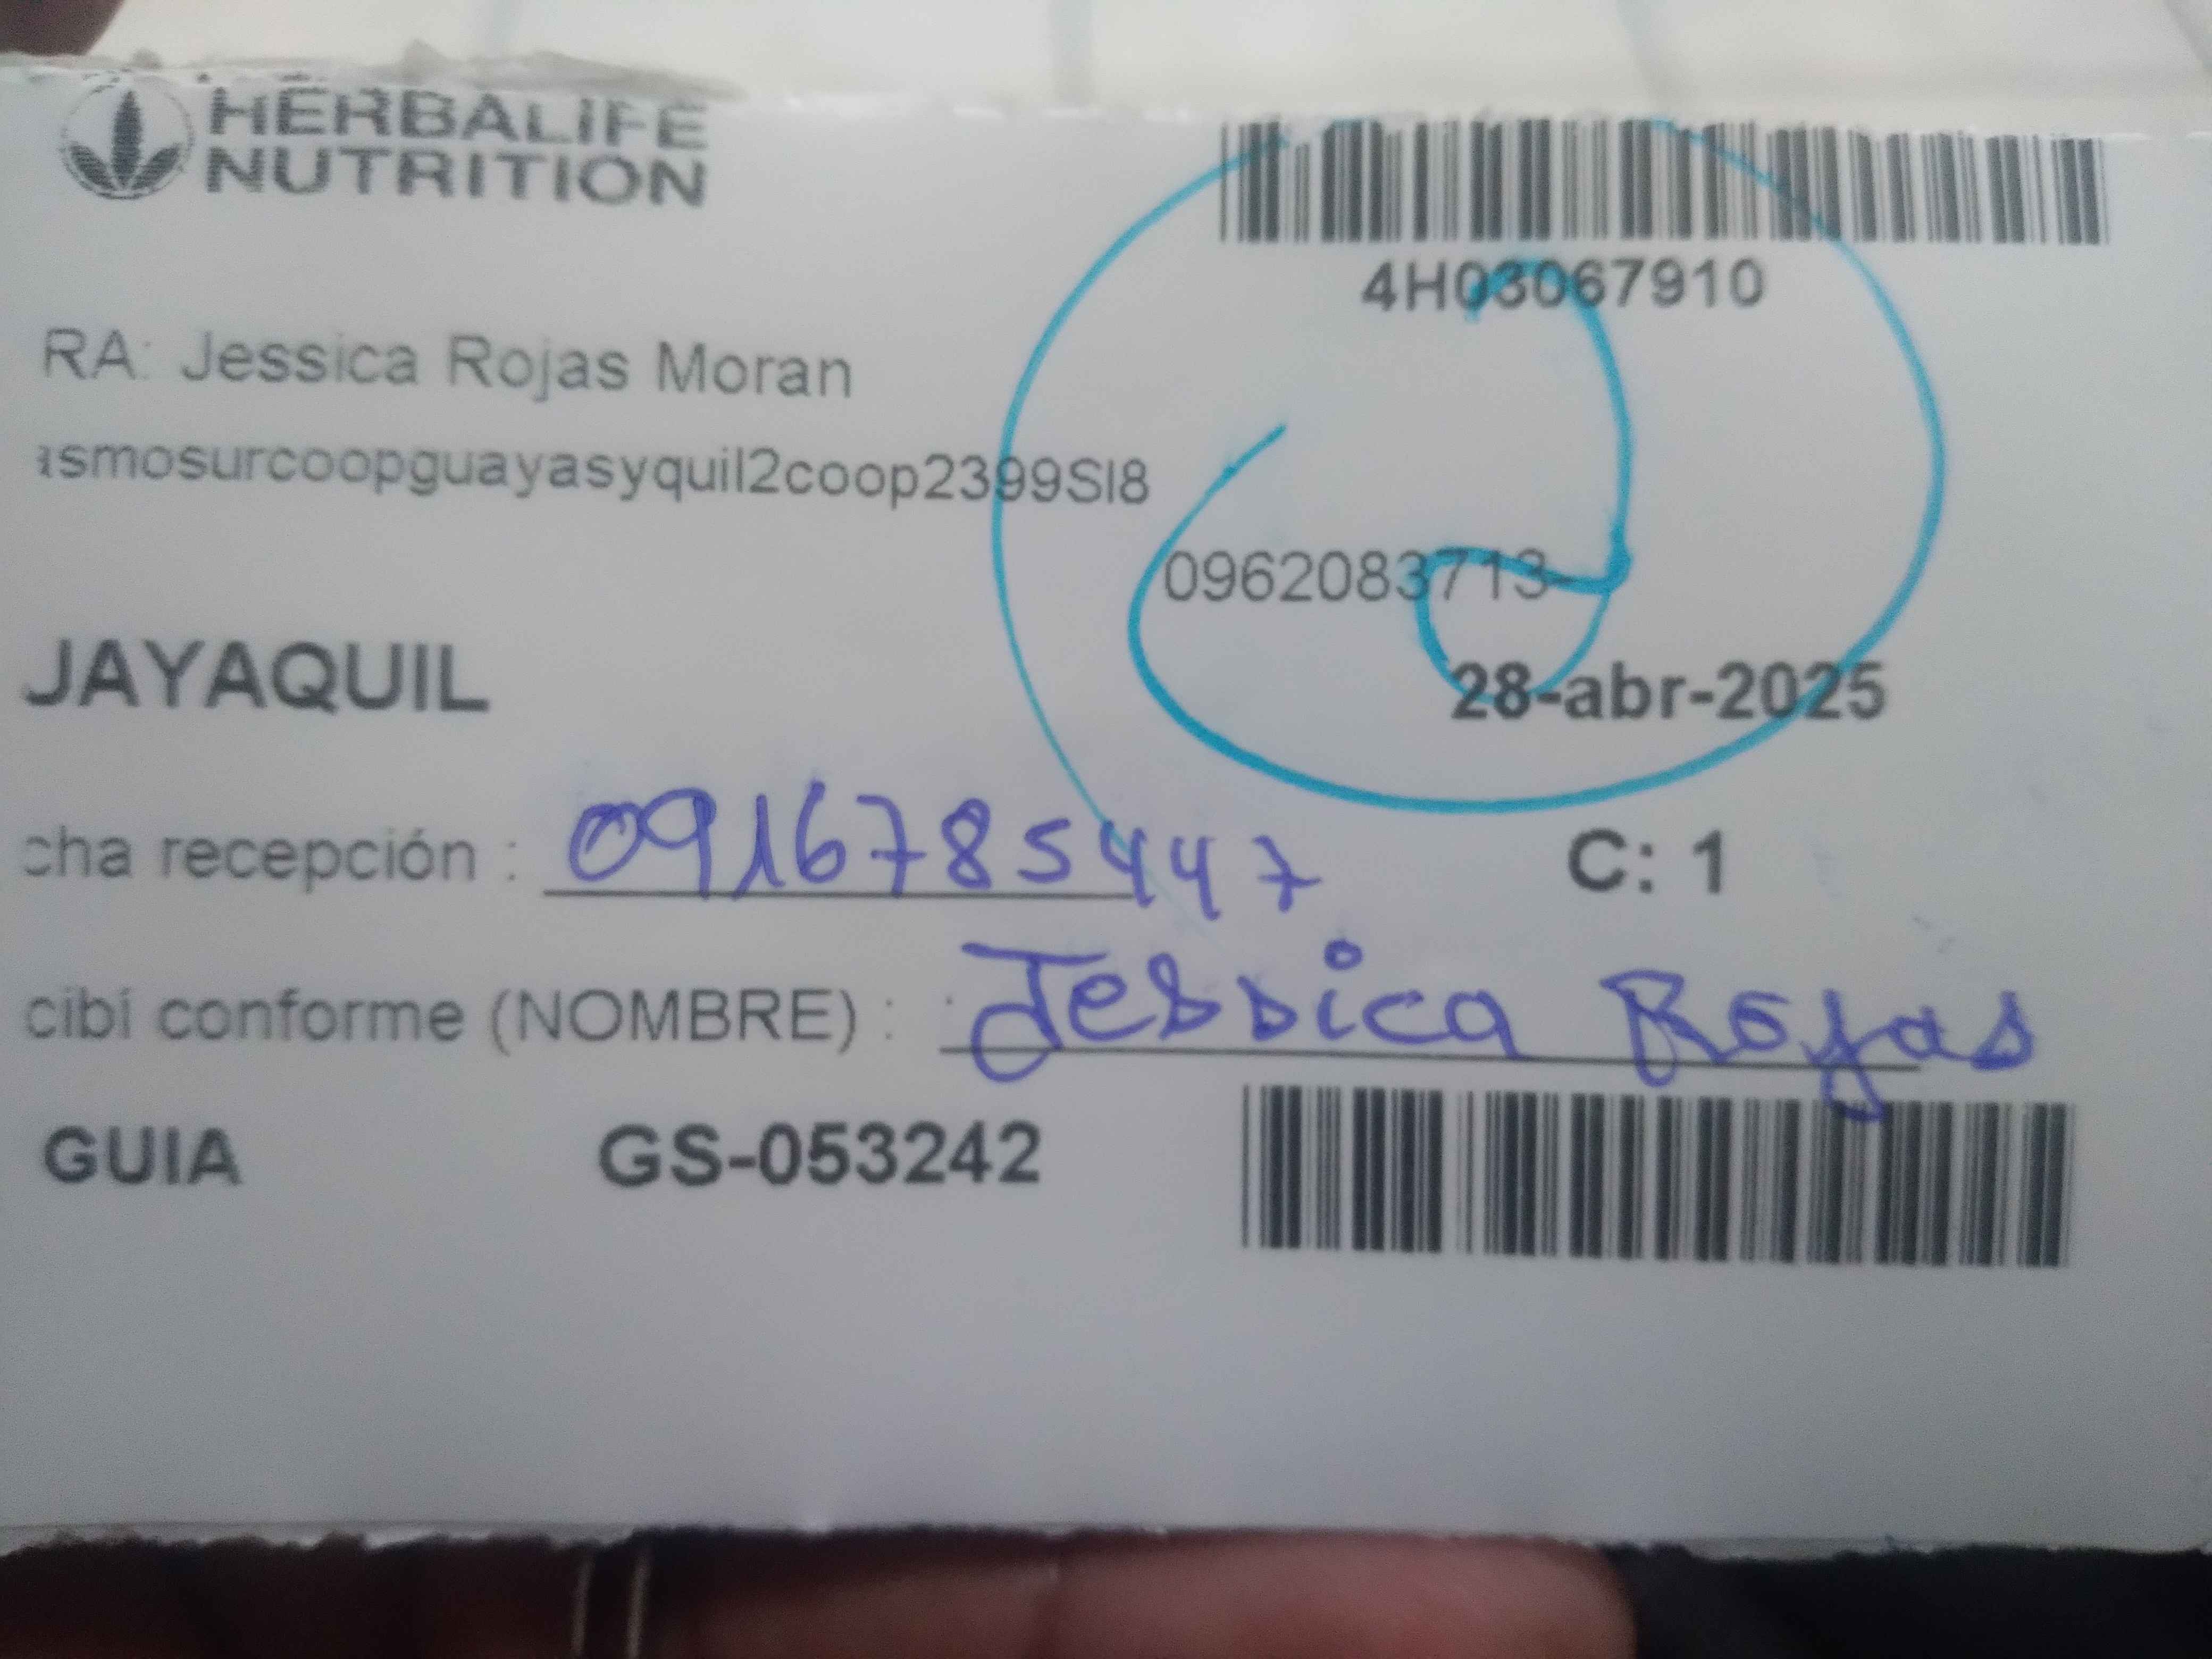 HERBALIFE
NUTRITION
4H03067910
RA: Jessica Rojas Moran
asmosurcoopguayasyquil2coop2399Sl8
0962083713
JAYAQUIL
28-abr-2025
cha recepción : 0916785447
C: 1
cibí conforme (NOMBRE) : Jessica Rojas
GUIA GS-053242